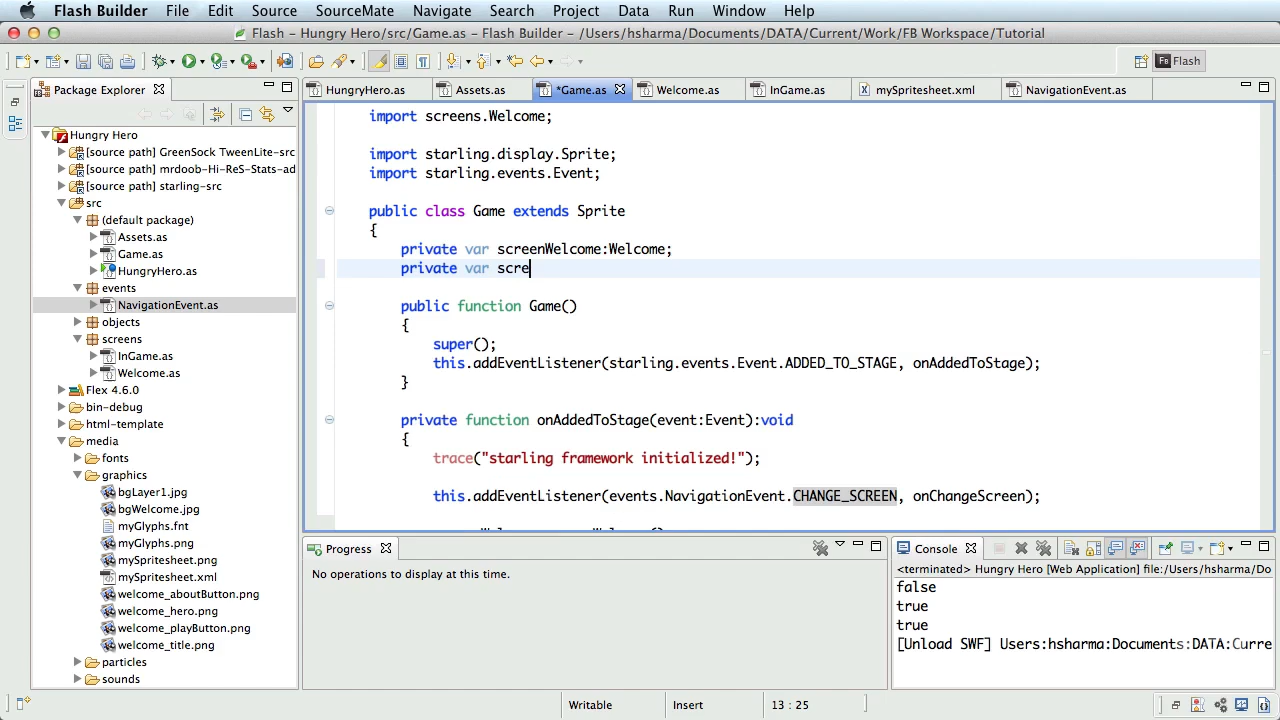 Flash Builder File Edit Source SourceMate Navigate Search Project Data Run Window Help
Flash - Hungry Hero/src/Game.as - Flash Builder - /Users/hsharma/Documents/DATA/Current/Work/FB Workspace/Tutorial
Fb Flash
Package Explorer
Hungry Hero
[source path] GreenSock TweenLite-src
[source path] mrdoob-Hi-ReS-Stats-ad
[source path] starling-src
src
(default package)
Assets.as
Game.as
HungryHero.as
events
NavigationEvent.as
objects
screens
InGame.as
Welcome.as
Flex 4.6.0
bin-debug
html-template
media
fonts
graphics
bgLayer1.jpg
bgWelcome.jpg
myGlyphs.fnt
myGlyphs.png
mySpritesheet.png
mySpritesheet.xml
welcome_aboutButton.png
welcome_hero.png
welcome_playButton.png
welcome_title.png
particles
sounds
HungryHero.as Assets.as *Game.as Welcome.as InGame.as mySpritesheet.xml NavigationEvent.as
import screens.Welcome;
import starling.display.Sprite;
import starling.events.Event;
public class Game extends Sprite
{
private var screenWelcome:Welcome;
private var scre
public function Game()
{
super();
this.addEventListener(starling.events.Event.ADDED_TO_STAGE, onAddedToStage);
}
private function onAddedToStage(event:Event):void
{
trace("starling framework initialized!");
this.addEventListener(events.NavigationEvent.CHANGE_SCREEN, onChangeScreen);
Progress
No operations to display at this time.
Console
<terminated> Hungry Hero [Web Application] file:/Users/hsharma/Do
false
true
true
[Unload SWF] Users:hsharma:Documents:DATA:Curre
Writable Insert 13 : 25